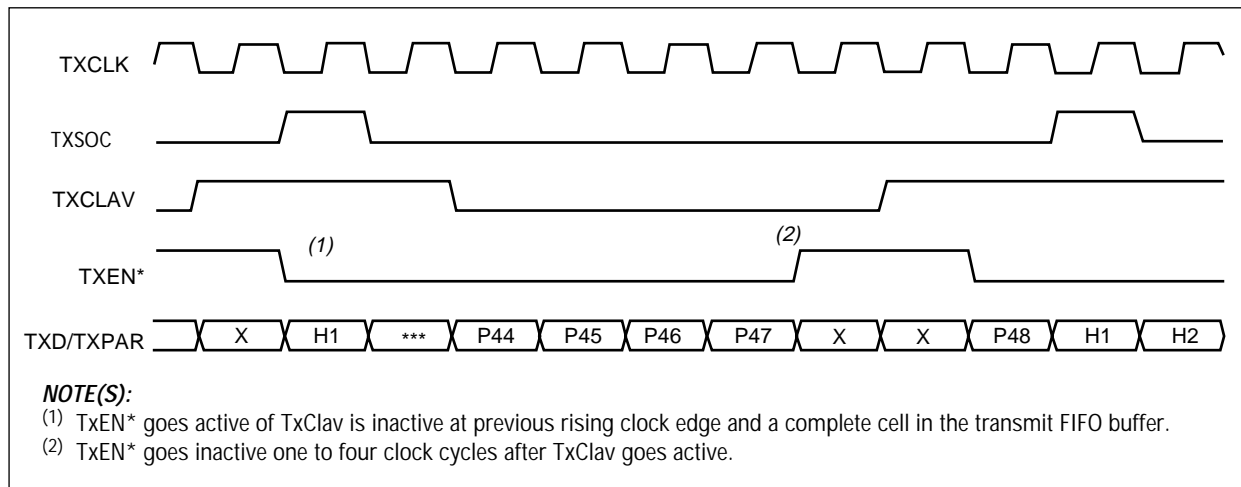 TXCLK
TXSOC
TXCLAV
(1) (2)
TXEN*
TXD/TXPAR X H1 *** P44 P45 P46 P47 X X P48 H1 H2
NOTE(S):
(1) TxEN* goes active of TxClav is inactive at previous rising clock edge and a complete cell in the transmit FIFO buffer.
(2) TxEN* goes inactive one to four clock cycles after TxClav goes active.